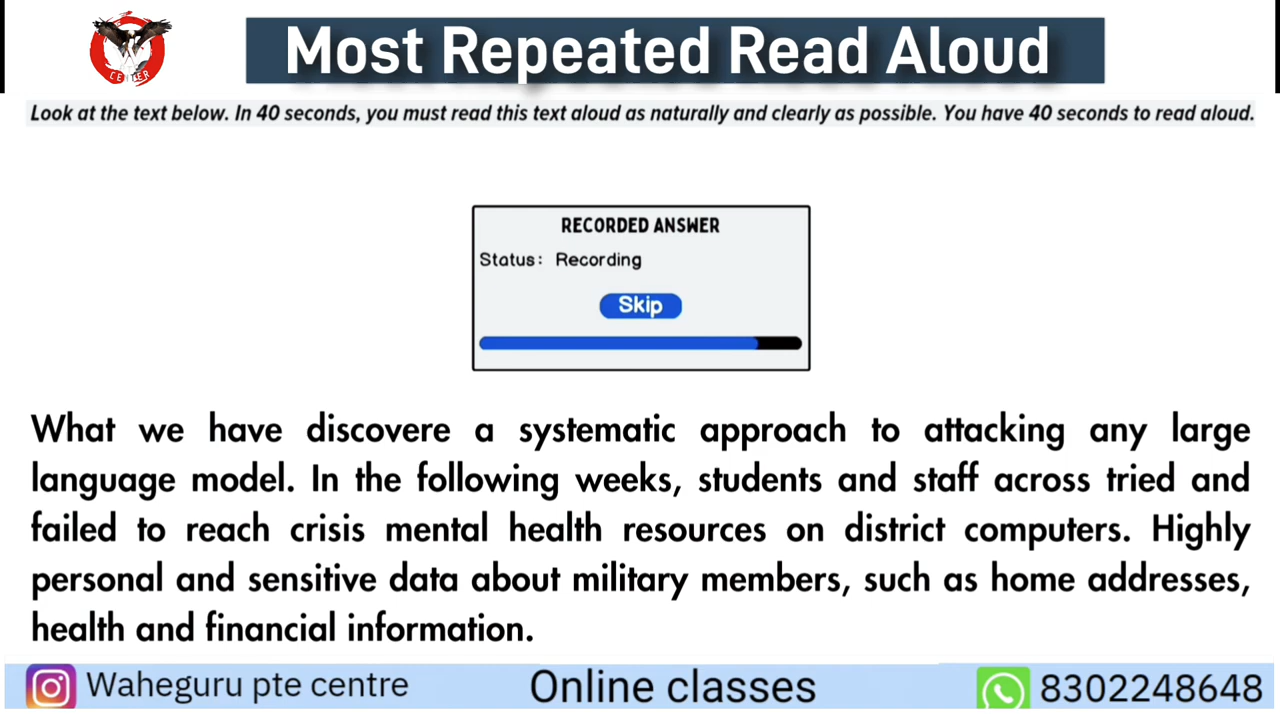 CENTER
Most Repeated Read Aloud
Look at the text below. In 40 seconds, you must read this text aloud as naturally and clearly as possible. You have 40 seconds to read aloud.
RECORDED ANSWER
Status: Recording
Skip
What we have discovere a systematic approach to attacking any large
language model. In the following weeks, students and staff across tried and
failed to reach crisis mental health resources on district computers. Highly
personal and sensitive data about military members, such as home addresses,
health and financial information.
Waheguru pte centre
Online classes
8302248648